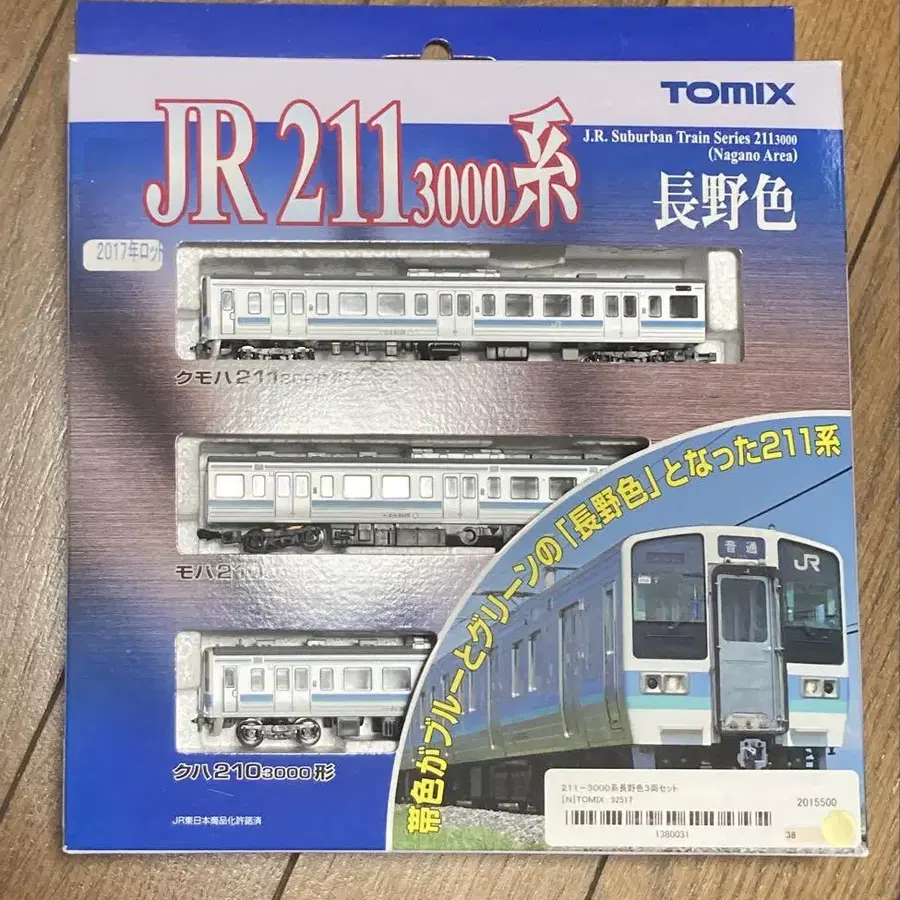 JR 211 3000系
TOMIX
J.R. Suburban Train Series 211 3000
(Nagano Area)
長野色
2017年ロット
クモハ211
モハ210
クハ210 3000形
帯色がブルーとグリーンの「長野色」となった211系
普通
JR
JR東日本商品化許諾済
211-3000系長野色3両セット
[N]TOMIX 92517
2015500
1380031
38